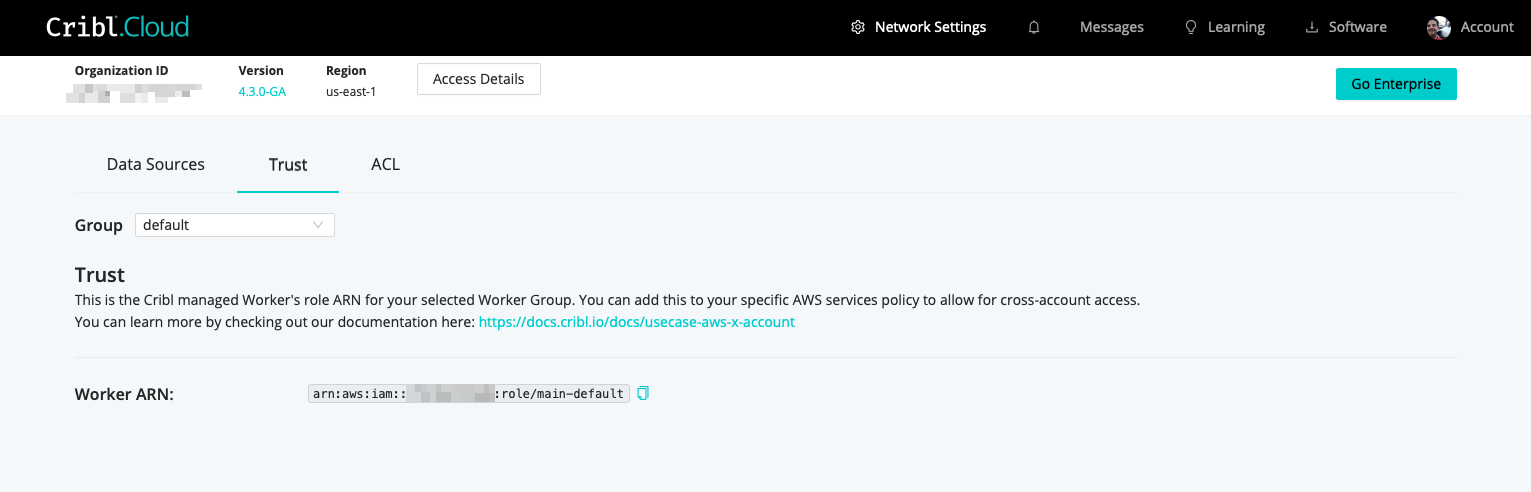 Cribl.Cloud
Network Settings
Messages
Learning
Software
Account
Organization ID
Version
Region
4.3.0-GA
us-east-1
Access Details
Go Enterprise
Data Sources
Trust
ACL
Group
default
Trust
This is the Cribl managed Worker's role ARN for your selected Worker Group. You can add this to your specific AWS services policy to allow for cross-account access.
You can learn more by checking out our documentation here: https://docs.cribl.io/docs/usecase-aws-x-account
Worker ARN:
arn:aws:iam:: :role/main-default